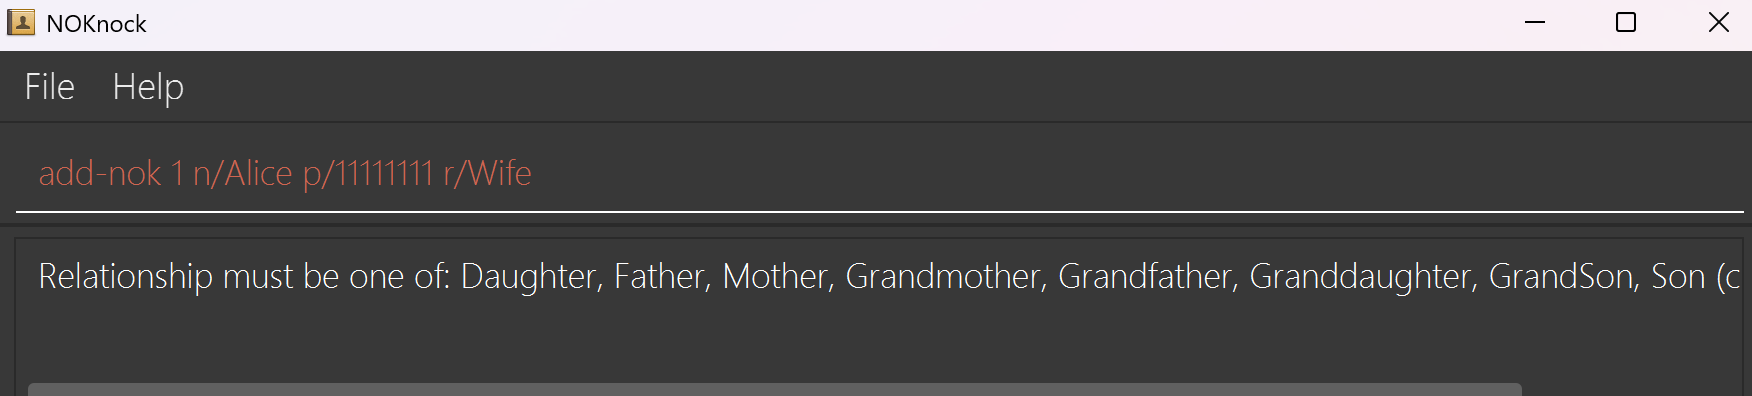 NOKnock
File Help
add-nok 1 n/Alice p/11111111 r/Wife
Relationship must be one of: Daughter, Father, Mother, Grandmother, Grandfather, Granddaughter, GrandSon, Son (c